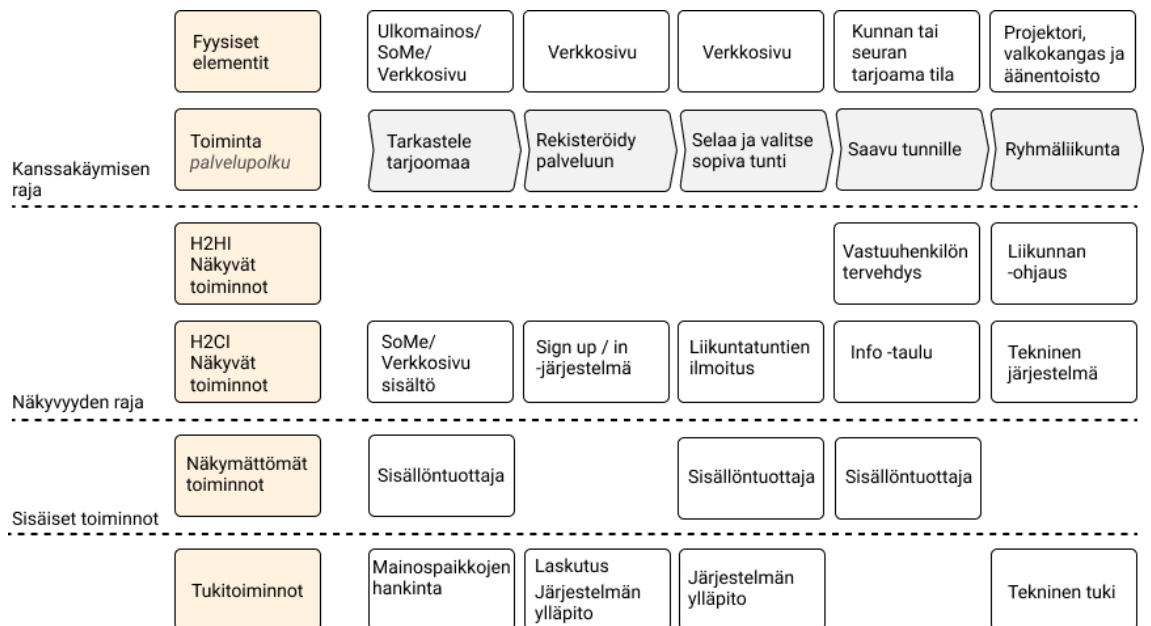 Fyysiset
elementit
Ulkomainos/
SoMe/
Verkkosivu
Verkkosivu
Verkkosivu
Kunnan tai
seuran
tarjoama tila
Projektori,
valkokangas ja
äänentoisto
Kanssakäymisen
raja
Toiminta
palvelupolku
Tarkastele
tarjoomaa
Rekisteröidy
palveluun
Selaa ja valitse
sopiva tunti
Saavu tunnille
Ryhmäliikunta
H2HI
Näkyvät
toiminnot
Vastuuhenkilön
tervehdys
Liikunnan
-ohjaus
Näkyvyyden raja
H2CI
Näkyvät
toiminnot
SoMe/
Verkkosivu
sisältö
Sign up / in
-järjestelmä
Liikuntatuntien
ilmoitus
Info -taulu
Tekninen
järjestelmä
Sisäiset toiminnot
Näkymättömät
toiminnot
Sisällöntuottaja
Sisällöntuottaja
Sisällöntuottaja
Tukitoiminnot
Mainospaikkojen
hankinta
Laskutus
Järjestelmän
ylläpito
Järjestelmän
ylläpito
Tekninen tuki